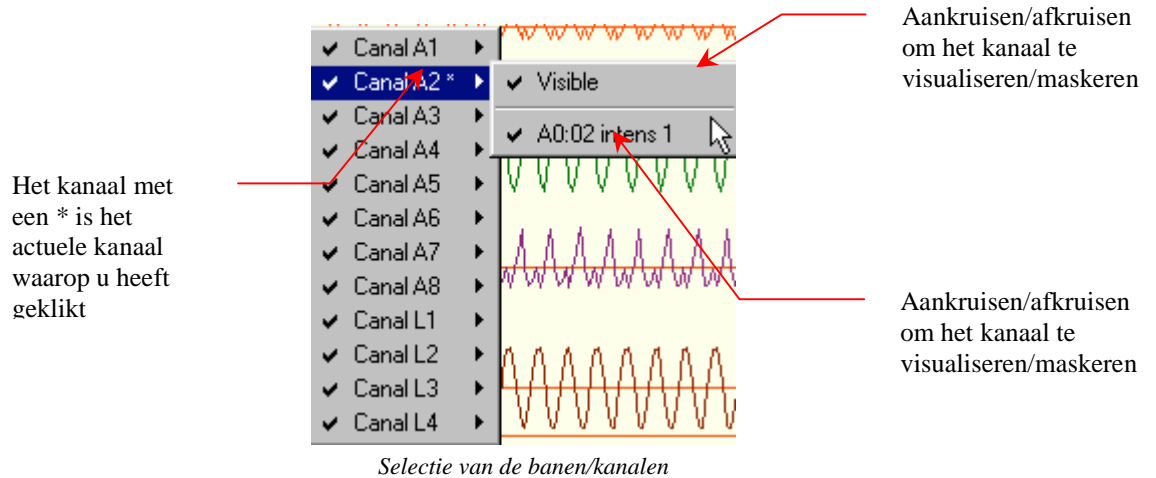 Aankruisen/afkruisen
om het kanaal te
visualiseren/maskeren
Canal A1
Canal A2 *
Visible
Canal A3
A0:02 intens 1
Canal A4
Canal A5
Canal A6
Canal A7
Canal A8
Canal L1
Canal L2
Canal L3
Canal L4
Het kanaal met
een * is het
actuele kanaal
waarop u heeft
geklikt
Aankruisen/afkruisen
om het kanaal te
visualiseren/maskeren
Selectie van de banen/kanalen